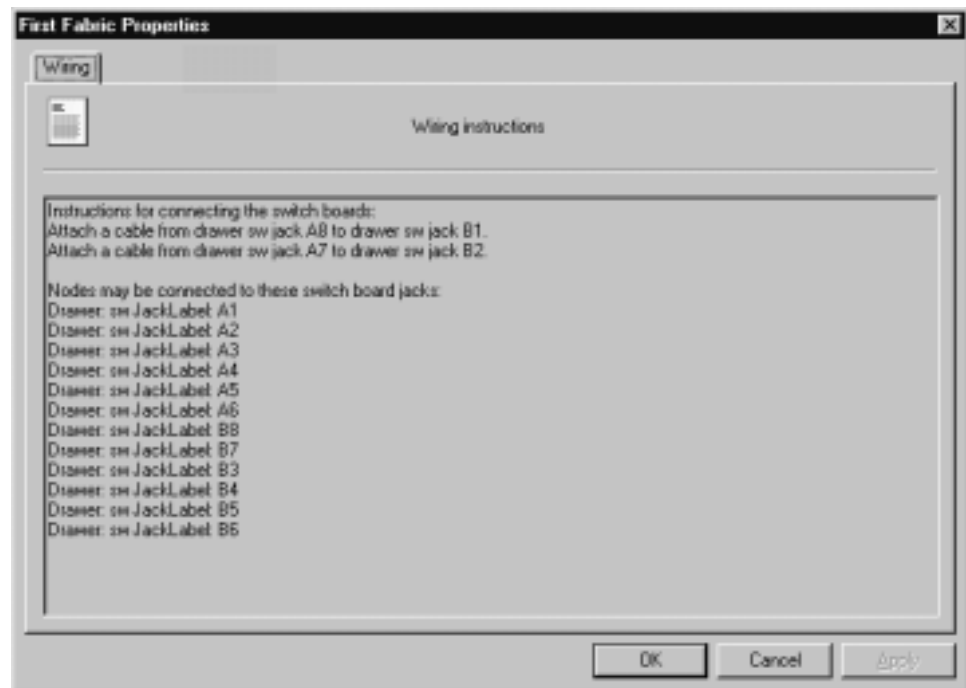 First Fabric Properties
Wiring
Wiring instructions
Instructions for connecting the switch boards:
Attach a cable from drawer sw jack A8 to drawer sw jack B1.
Attach a cable from drawer sw jack A7 to drawer sw jack B2.
Nodes may be connected to these switch board jacks:
Drawer: sw JackLabel: A1
Drawer: sw JackLabel: A2
Drawer: sw JackLabel: A3
Drawer: sw JackLabel: A4
Drawer: sw JackLabel: A5
Drawer: sw JackLabel: A6
Drawer: sw JackLabel: B8
Drawer: sw JackLabel: B7
Drawer: sw JackLabel: B3
Drawer: sw JackLabel: B4
Drawer: sw JackLabel: B5
Drawer: sw JackLabel: B6
OK
Cancel
Apply